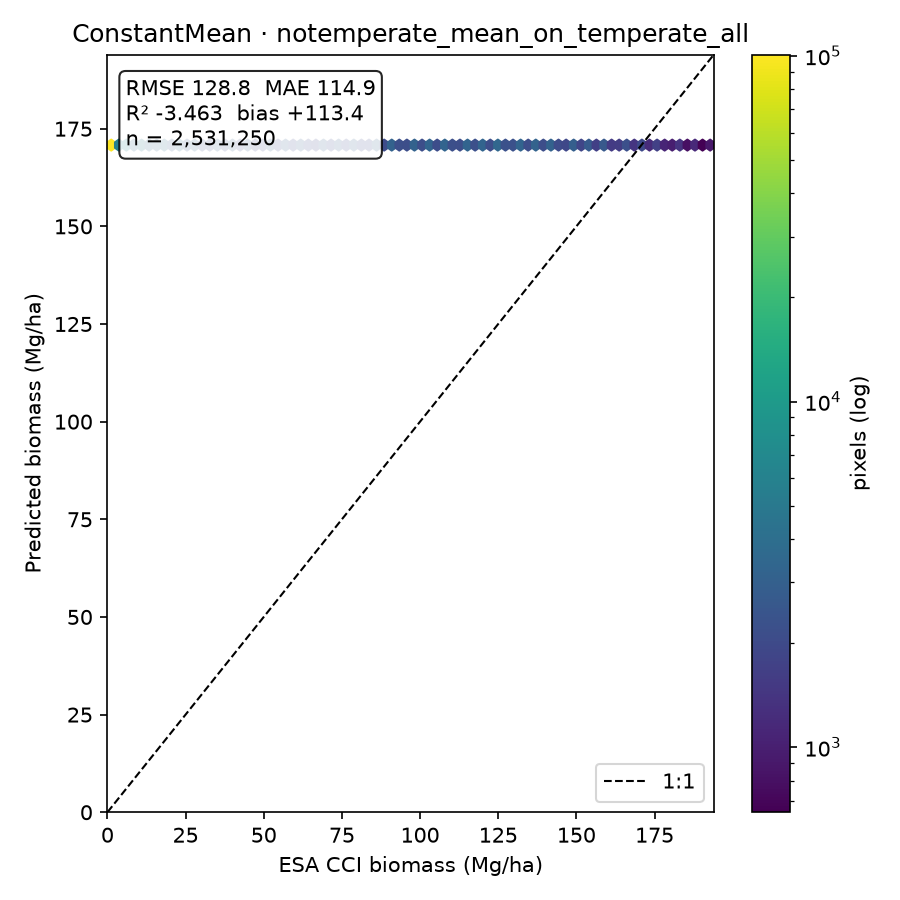 ConstantMean · notemperate_mean_on_temperate_all
RMSE 128.8  MAE 114.9
R² -3.463  bias +113.4
n = 2,531,250
175
150
125
100
75
50
25
0
Predicted biomass (Mg/ha)
0 25 50 75 100 125 150 175
ESA CCI biomass (Mg/ha)
1:1
10⁵
10⁴
10³
pixels (log)